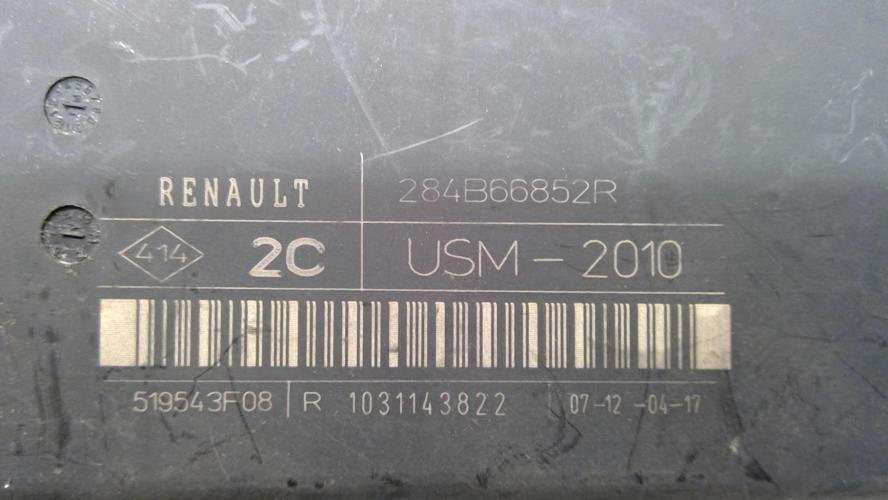 RENAULT 284B66852R
414 2C USM - 2010
519543F08 R 1031143822 07-12 -04-17